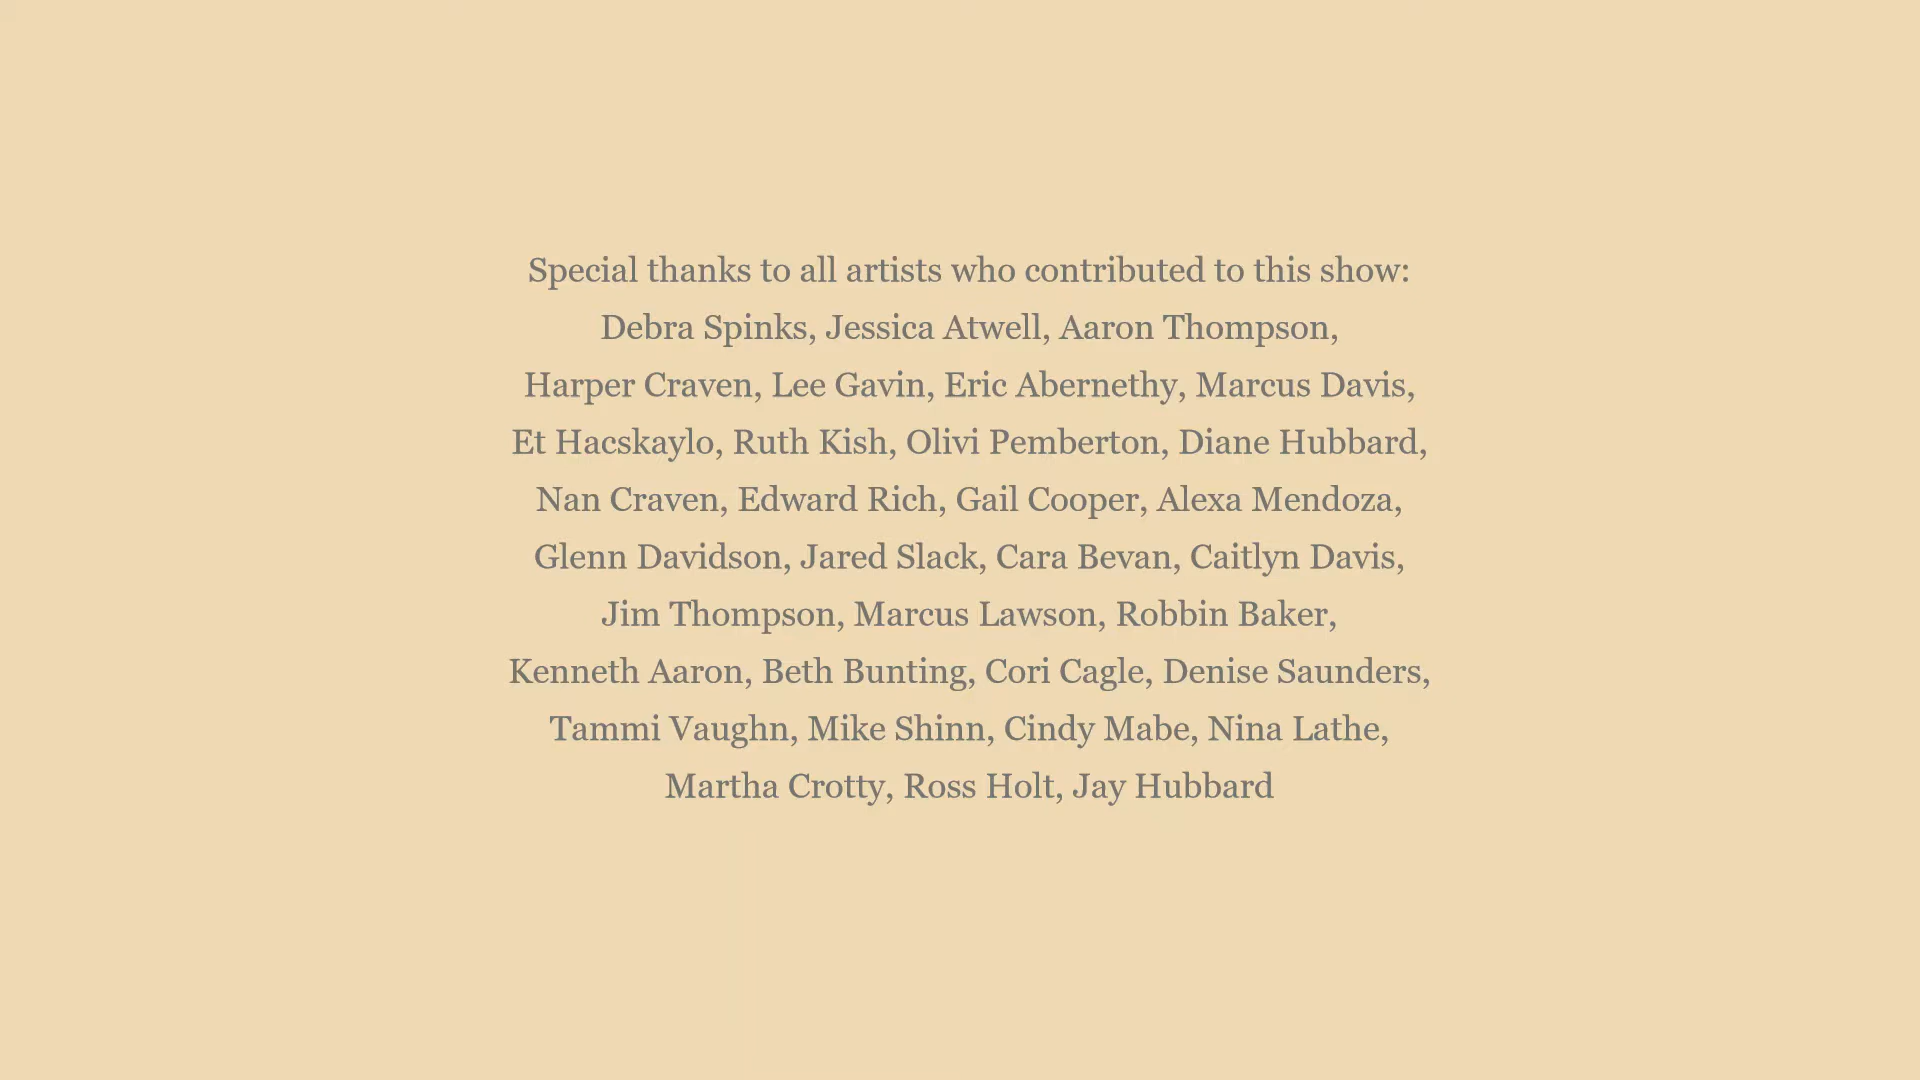 Special thanks to all artists who contributed to this show:
Debra Spinks, Jessica Atwell, Aaron Thompson,
Harper Craven, Lee Gavin, Eric Abernethy, Marcus Davis,
Et Hacskaylo, Ruth Kish, Olivi Pemberton, Diane Hubbard,
Nan Craven, Edward Rich, Gail Cooper, Alexa Mendoza,
Glenn Davidson, Jared Slack, Cara Bevan, Caitlyn Davis,
Jim Thompson, Marcus Lawson, Robbin Baker,
Kenneth Aaron, Beth Bunting, Cori Cagle, Denise Saunders,
Tammi Vaughn, Mike Shinn, Cindy Mabe, Nina Lathe,
Martha Crotty, Ross Holt, Jay Hubbard